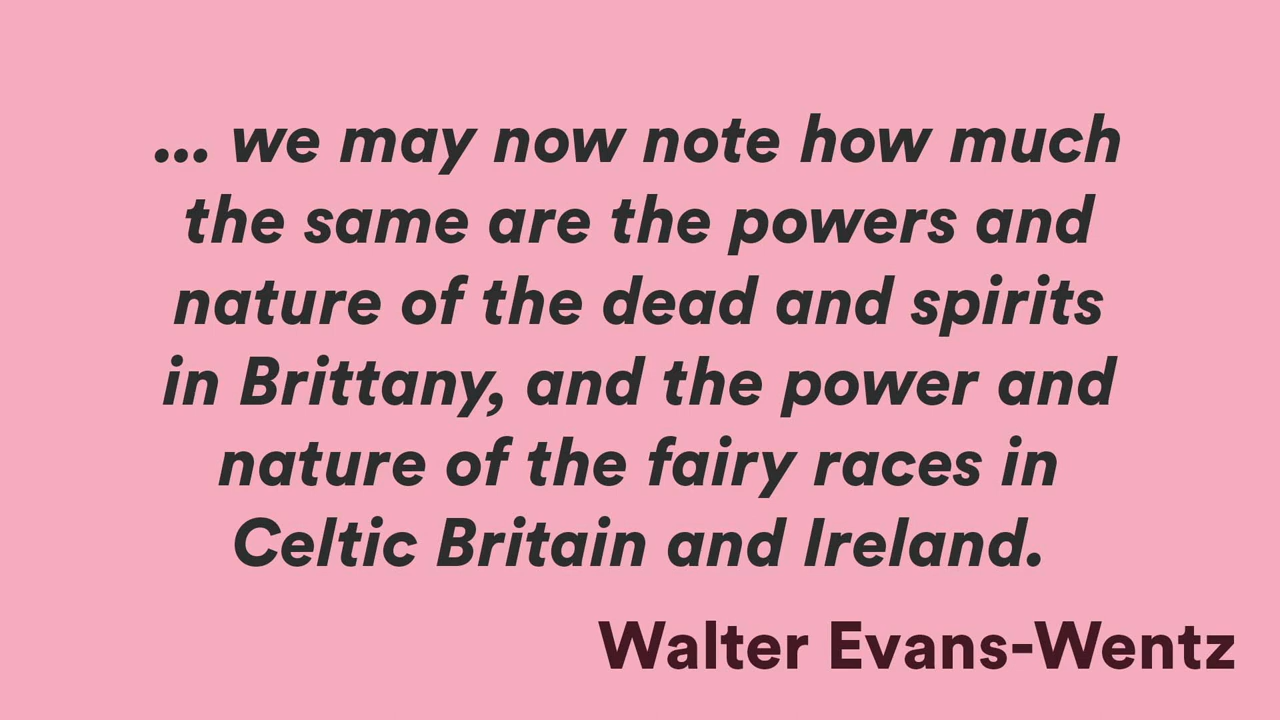 ... we may now note how much
the same are the powers and
nature of the dead and spirits
in Brittany, and the power and
nature of the fairy races in
Celtic Britain and Ireland.
Walter Evans-Wentz